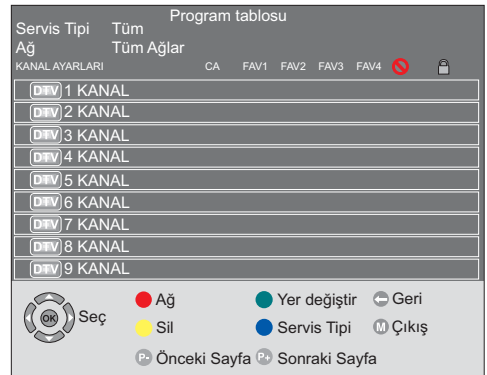 Program tablosu
Servis Tipi Tüm
Ağ Tüm Ağlar
KANAL AYARLARI CA FAV1 FAV2 FAV3 FAV4
DTV 1 KANAL
DTV 2 KANAL
DTV 3 KANAL
DTV 4 KANAL
DTV 5 KANAL
DTV 6 KANAL
DTV 7 KANAL
DTV 8 KANAL
DTV 9 KANAL
OK Seç Ağ Yer değiştir Geri
Sil Servis Tipi M Çıkış
P- Önceki Sayfa P+ Sonraki Sayfa